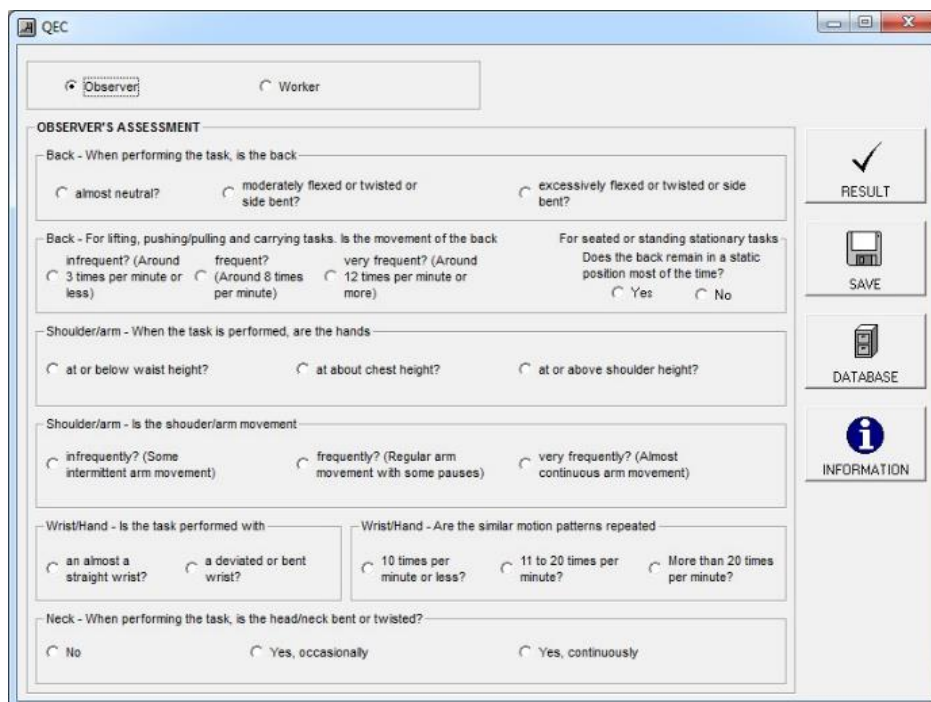 QEC
Observer
Worker
OBSERVER'S ASSESSMENT
Back - When performing the task, is the back
almost neutral?
moderately flexed or twisted or
side bent?
excessively flexed or twisted or side
bent?
Back - For lifting, pushing/pulling and carrying tasks. Is the movement of the back
infrequent? (Around
3 times per minute or
less)
frequent?
(Around 8 times
per minute)
very frequent? (Around
12 times per minute or
more)
For seated or standing stationary tasks
Does the back remain in a static
position most of the time?
Yes
No
Shoulder/arm - When the task is performed, are the hands
at or below waist height?
at about chest height?
at or above shoulder height?
Shoulder/arm - Is the shouder/arm movement
infrequently? (Some
intermittent arm movement)
frequently? (Regular arm
movement with some pauses)
very frequently? (Almost
continuous arm movement)
Wrist/Hand - Is the task performed with
an almost a
straight wrist?
a deviated or bent
wrist?
Wrist/Hand - Are the similar motion patterns repeated
10 times per
minute or less?
11 to 20 times per
minute?
More than 20 times
per minute?
Neck - When performing the task, is the head/neck bent or twisted?
No
Yes, occasionally
Yes, continuously
RESULT
SAVE
DATABASE
INFORMATION